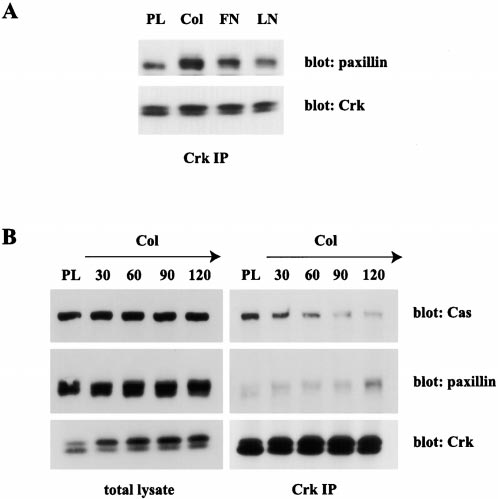 A
PL Col FN LN
blot: paxillin
blot: Crk
Crk IP
B
Col Col
PL 30 60 90 120 PL 30 60 90 120
blot: Cas
blot: paxillin
blot: Crk
total lysate Crk IP